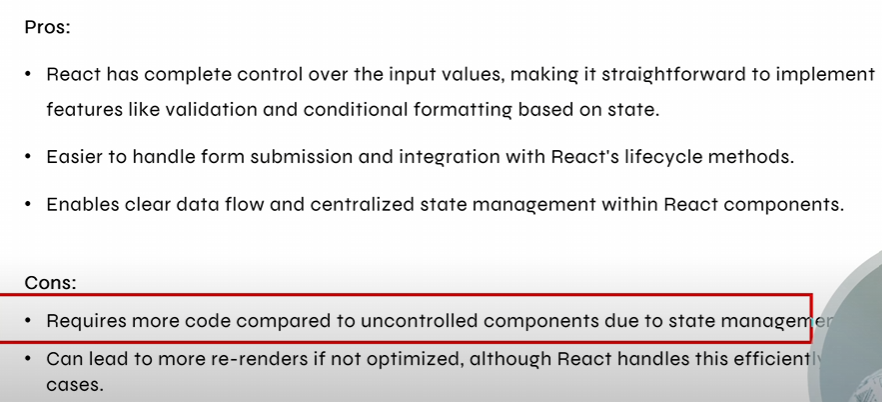 Pros:
• React has complete control over the input values, making it straightforward to implement
features like validation and conditional formatting based on state.
• Easier to handle form submission and integration with React's lifecycle methods.
• Enables clear data flow and centralized state management within React components.
Cons:
• Requires more code compared to uncontrolled components due to state managemen
• Can lead to more re-renders if not optimized, although React handles this efficiently
cases.